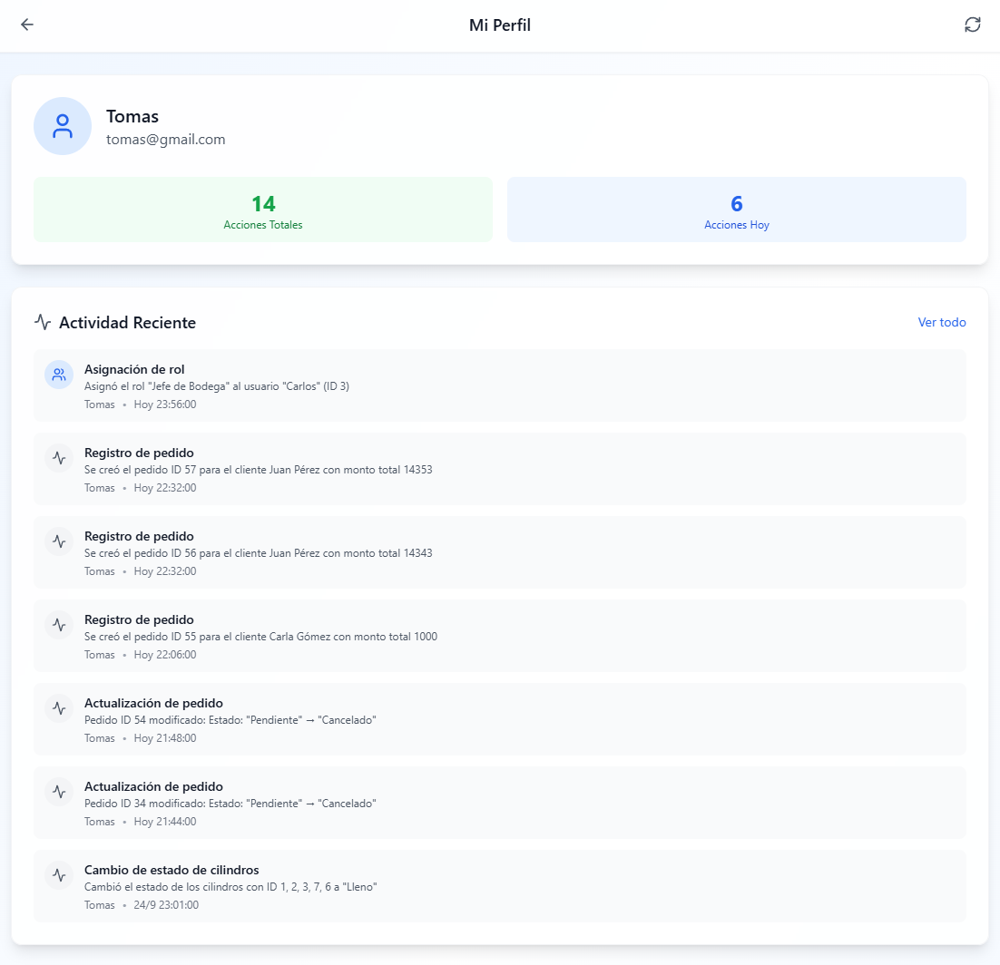 Mi Perfil
Tomas
tomas@gmail.com
14
Acciones Totales
6
Acciones Hoy
Actividad Reciente
Ver todo
Asignación de rol
Asignó el rol "Jefe de Bodega" al usuario "Carlos" (ID 3)
Tomas • Hoy 23:56:00
Registro de pedido
Se creó el pedido ID 57 para el cliente Juan Pérez con monto total 14353
Tomas • Hoy 22:32:00
Registro de pedido
Se creó el pedido ID 56 para el cliente Juan Pérez con monto total 14343
Tomas • Hoy 22:32:00
Registro de pedido
Se creó el pedido ID 55 para el cliente Carla Gómez con monto total 1000
Tomas • Hoy 22:06:00
Actualización de pedido
Pedido ID 54 modificado: Estado: "Pendiente" → "Cancelado"
Tomas • Hoy 21:48:00
Actualización de pedido
Pedido ID 34 modificado: Estado: "Pendiente" → "Cancelado"
Tomas • Hoy 21:44:00
Cambio de estado de cilindros
Cambió el estado de los cilindros con ID 1, 2, 3, 7, 6 a "Lleno"
Tomas • 24/9 23:01:00